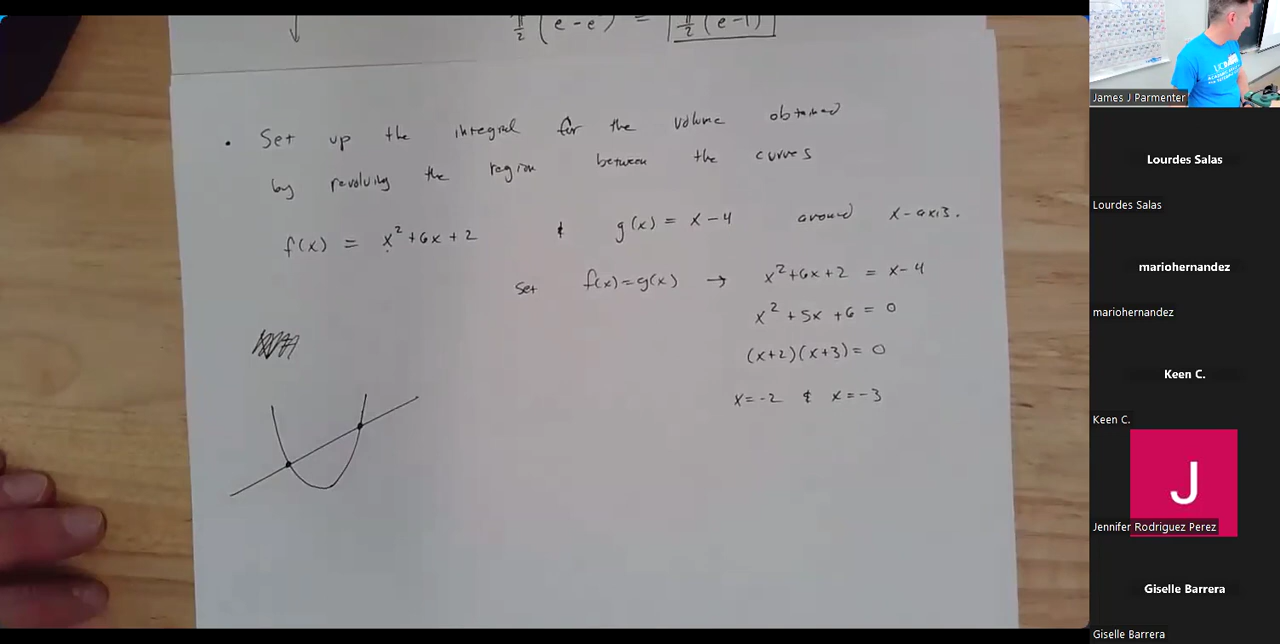 π/2 (e - e) = π/2 (e-1)
• Set up the integral for the volume obtained
by revolving the region between the curves
f(x) = x² + 6x + 2 & g(x) = x - 4 around x-axis.
Set f(x) = g(x) → x² + 6x + 2 = x - 4
x² + 5x + 6 = 0
(x+2)(x+3) = 0
x = -2 & x = -3
James J Parmenter
Lourdes Salas
Lourdes Salas
mariohernandez
mariohernandez
Keen C.
Keen C.
J
Jennifer Rodriguez Perez
Giselle Barrera
Giselle Barrera